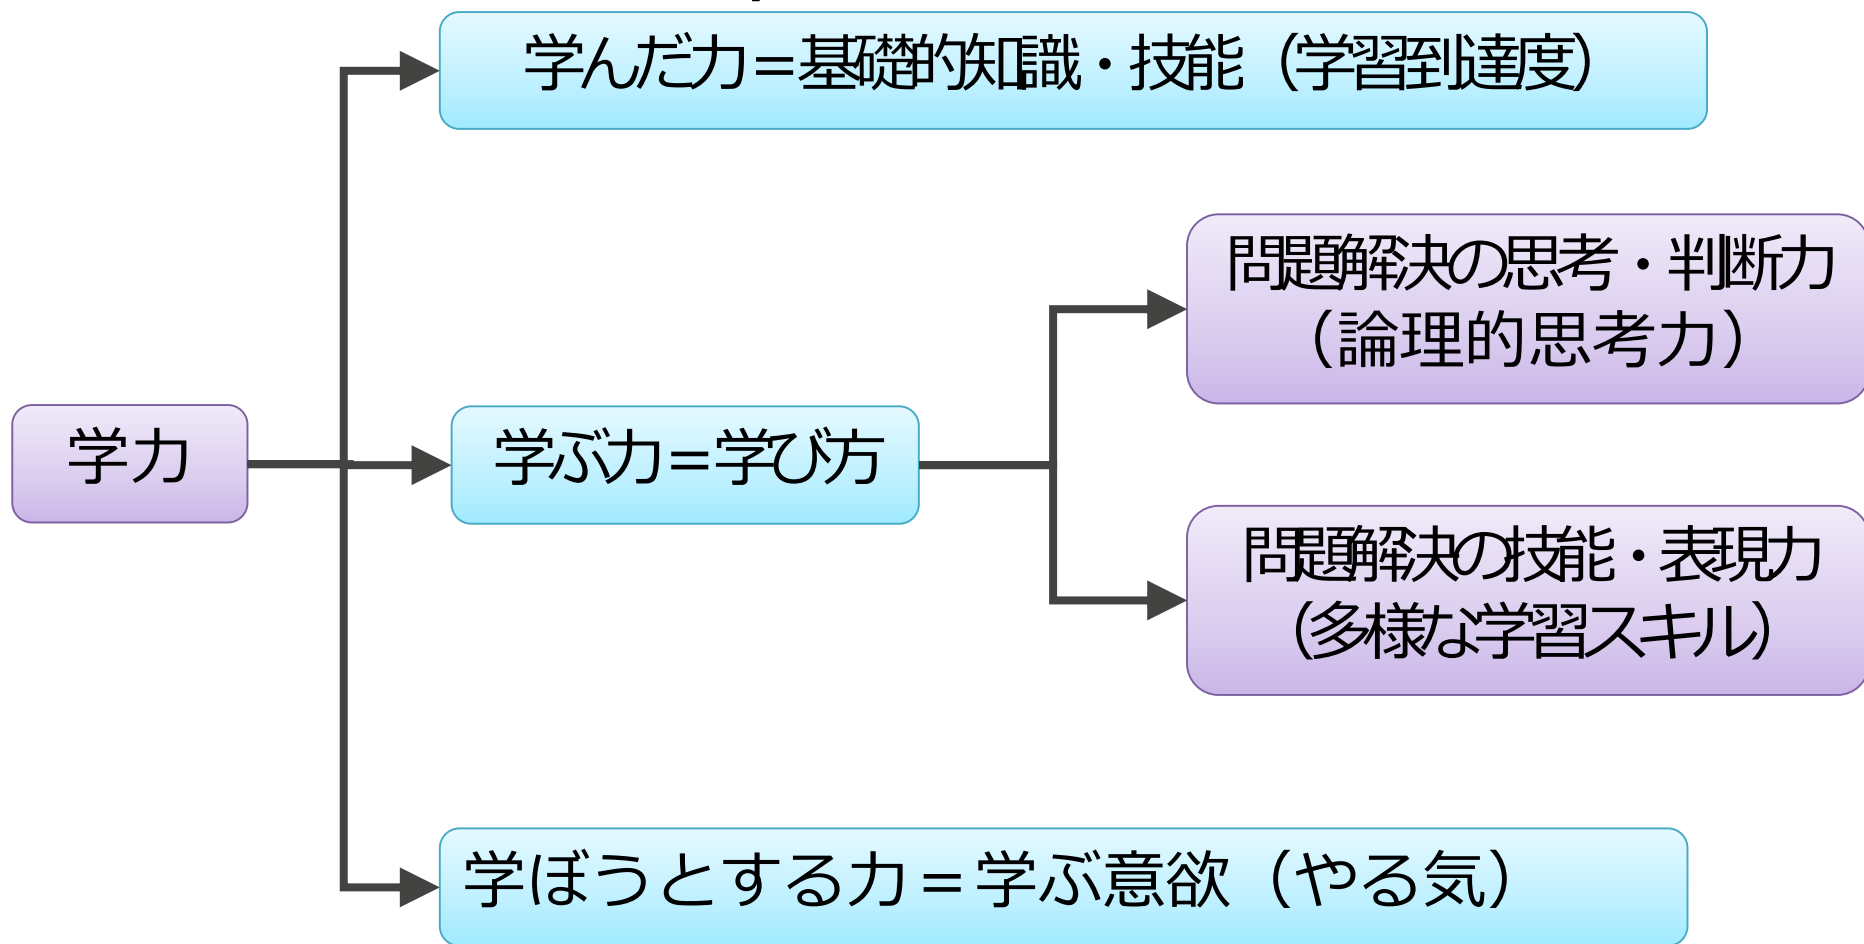 学んだ力=基礎的知識・技能（学習到達度）
問題解決の思考・判断力
（論理的思考力）
学力
学ぶ力=学び方
問題解決の技能・表現力
（多様な学習スキル）
学ぼうとする力=学ぶ意欲（やる気）